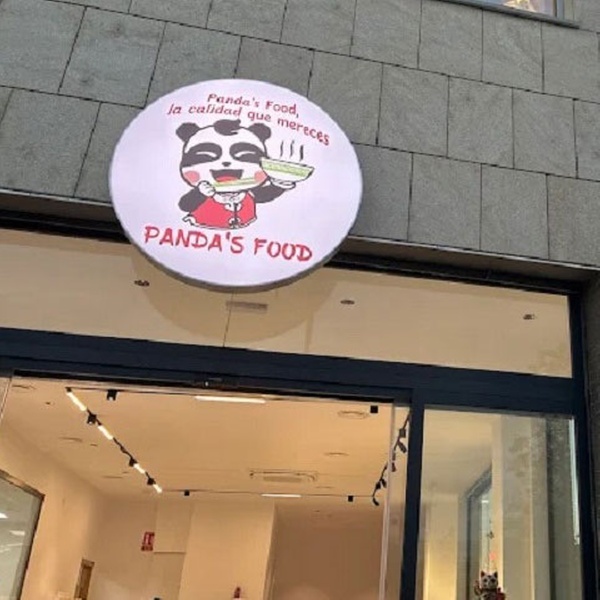 Panda's Food,
la calidad que mereces
PANDA'S FOOD